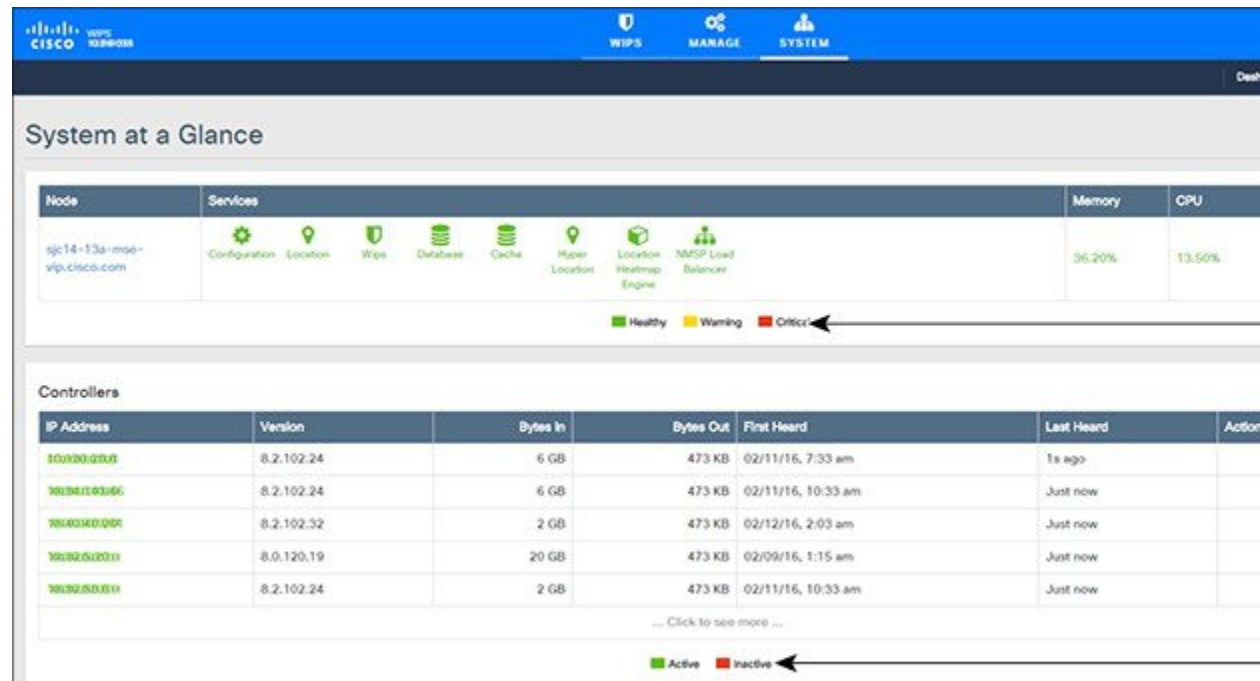 CISCO WIPS
WIPS MANAGE SYSTEM
Dash
System at a Glance
Node Services Memory CPU
sjc14-13a-mse-vip.cisco.com
Configuration Location Wips Database Cache Hyper Location Location Heatmap Engine NMSP Load Balancer
36.20% 13.50%
Healthy Warning Critical
Controllers
IP Address Version Bytes In Bytes Out First Heard Last Heard Action
8.2.102.24 6 GB 473 KB 02/11/16, 7:33 am 1s ago
8.2.102.24 6 GB 473 KB 02/11/16, 10:33 am Just now
8.2.102.32 2 GB 473 KB 02/12/16, 2:03 am Just now
8.0.120.19 20 GB 473 KB 02/09/16, 1:15 am Just now
8.2.102.24 2 GB 473 KB 02/11/16, 10:33 am Just now
... Click to see more ...
Active Inactive